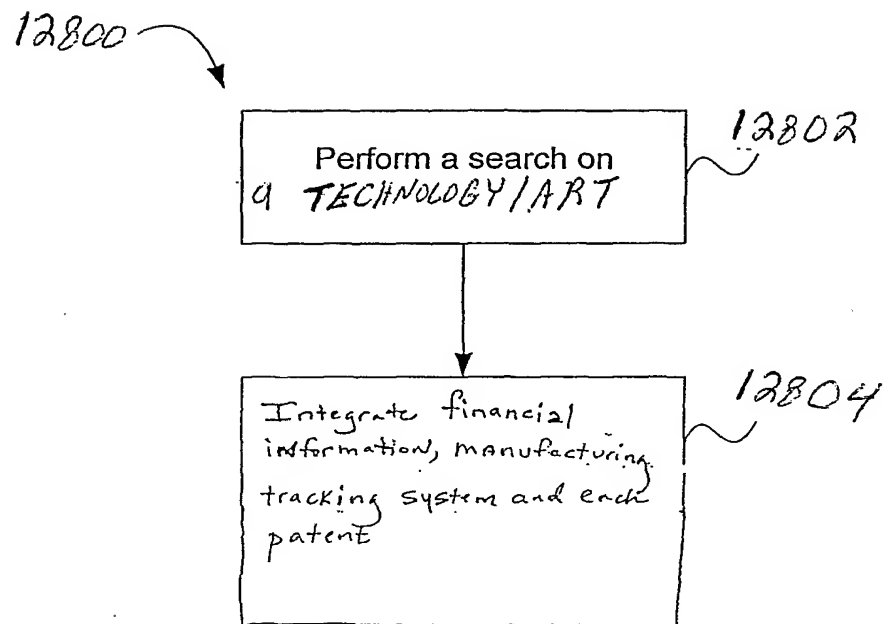 12800
12802
Perform a search on
a TECHNOLOGY/ART
12804
Integrate financial
information, manufacturing
tracking system and each
patent